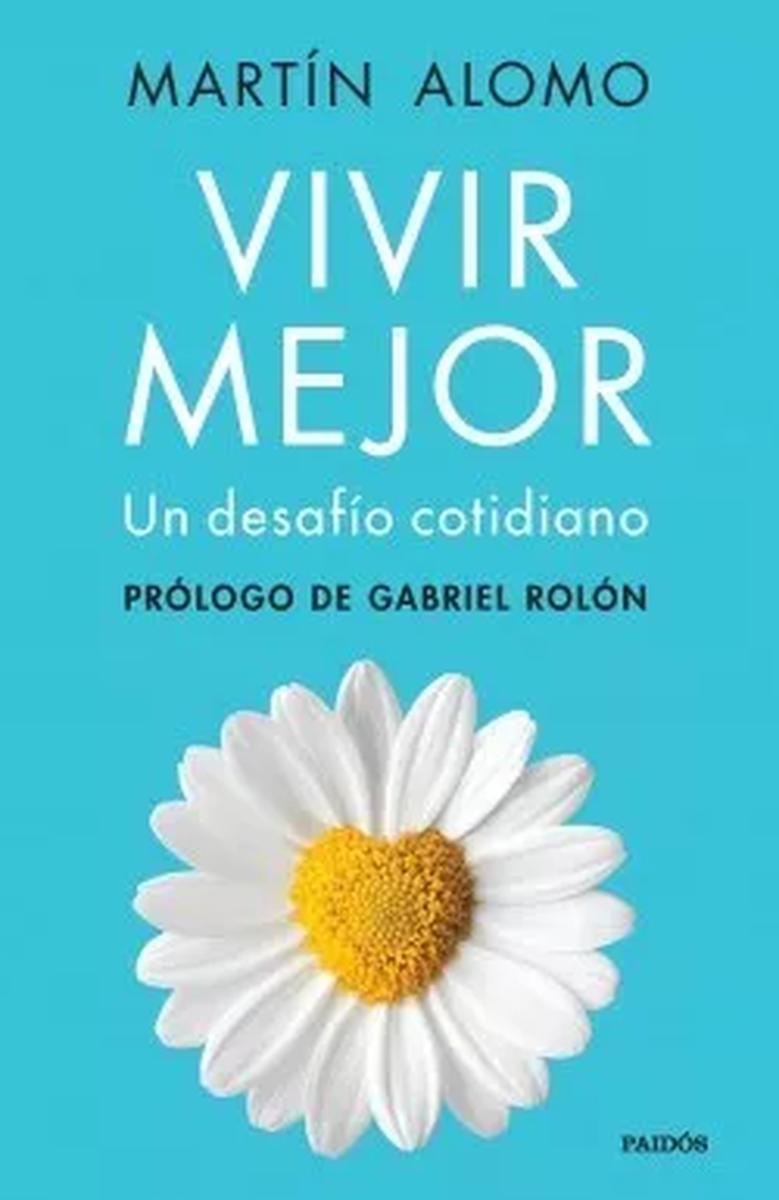 MARTÍN ALOMO
VIVIR
MEJOR
Un desafío cotidiano
PRÓLOGO DE GABRIEL ROLÓN
PAIDÓS